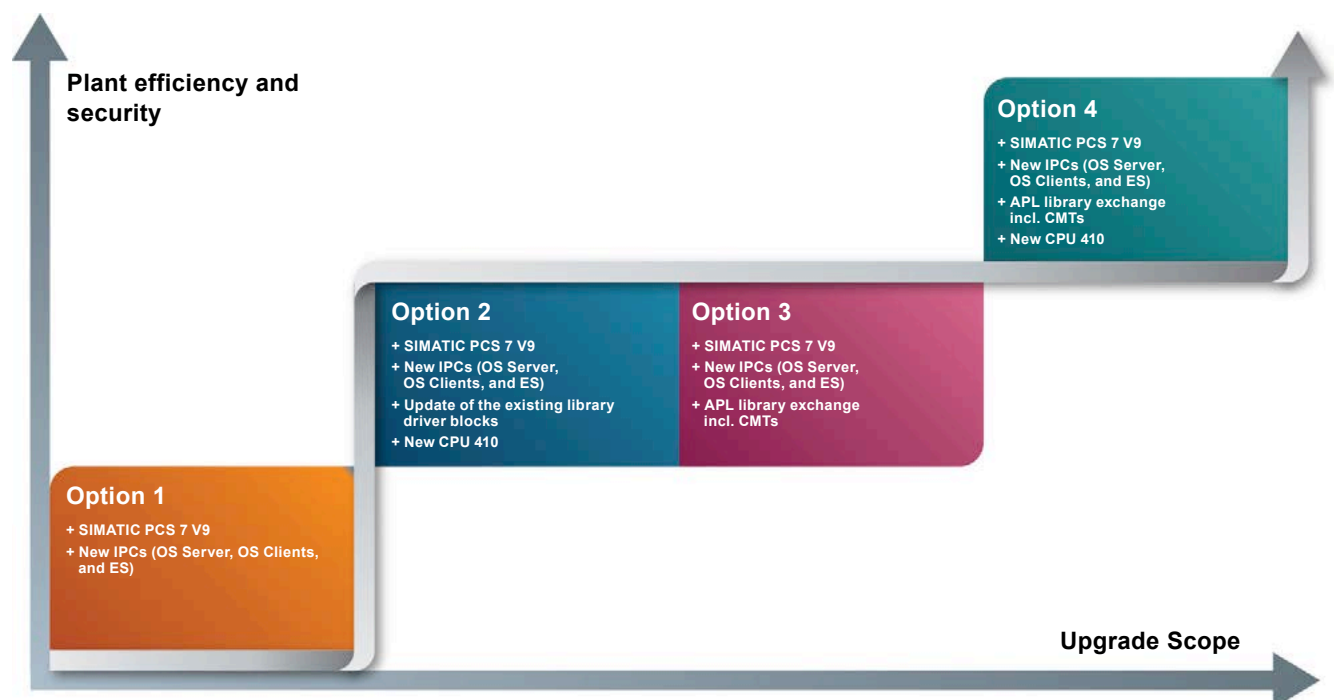 Plant efficiency and
security
Option 4
+ SIMATIC PCS 7 V9
+ New IPCs (OS Server,
OS Clients, and ES)
+ APL library exchange
incl. CMTs
+ New CPU 410
Option 2
+ SIMATIC PCS 7 V9
+ New IPCs (OS Server,
OS Clients, and ES)
+ Update of the existing library
driver blocks
+ New CPU 410
Option 3
+ SIMATIC PCS 7 V9
+ New IPCs (OS Server,
OS Clients, and ES)
+ APL library exchange
incl. CMTs
Option 1
+ SIMATIC PCS 7 V9
+ New IPCs (OS Server, OS Clients,
and ES)
Upgrade Scope